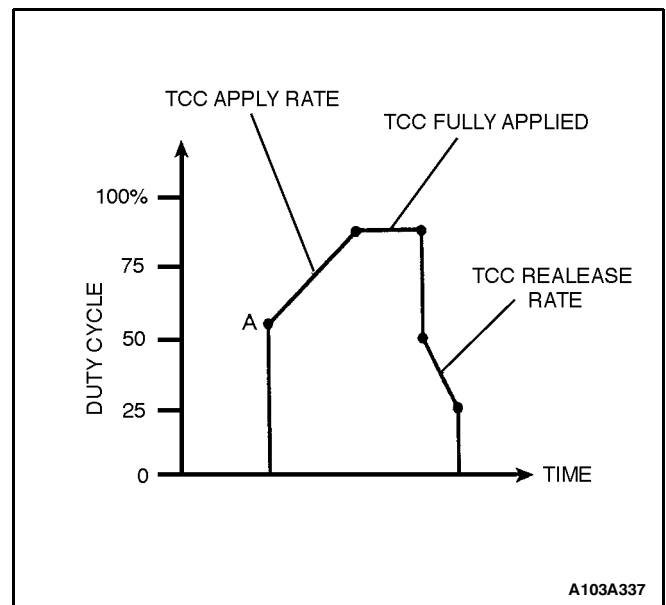 TCC APPLY RATE
TCC FULLY APPLIED
100%
75
TCC REALEASE
RATE
A
50
DUTY CYCLE
25
0
TIME
A103A337